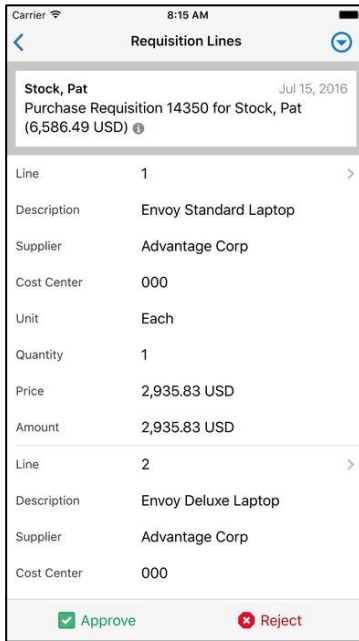 Carrier 8:15 AM
Requisition Lines
Stock, Pat Jul 15, 2016
Purchase Requisition 14350 for Stock, Pat
(6,586.49 USD)
Line 1
Description Envoy Standard Laptop
Supplier Advantage Corp
Cost Center 000
Unit Each
Quantity 1
Price 2,935.83 USD
Amount 2,935.83 USD
Line 2
Description Envoy Deluxe Laptop
Supplier Advantage Corp
Cost Center 000
Approve Reject